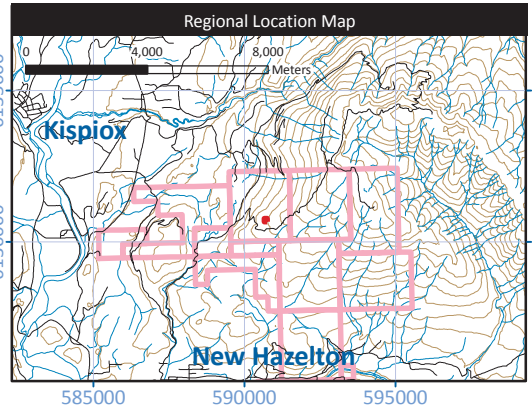 Regional Location Map
0 4,000 8,000
Meters
Kispiox
New Hazelton
585000 590000 595000